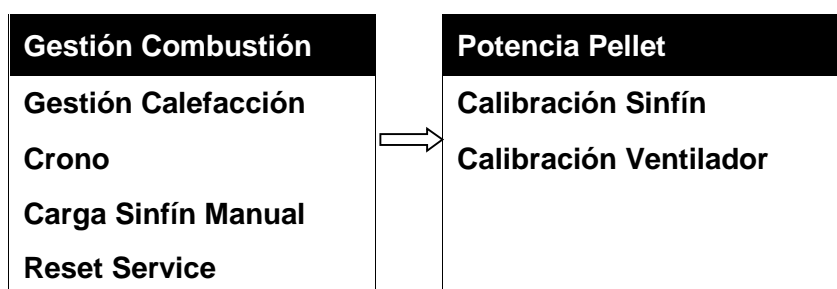 Gestión Combustión
Gestión Calefacción
Crono
Carga Sinfín Manual
Reset Service
Potencia Pellet
Calibración Sinfín
Calibración Ventilador